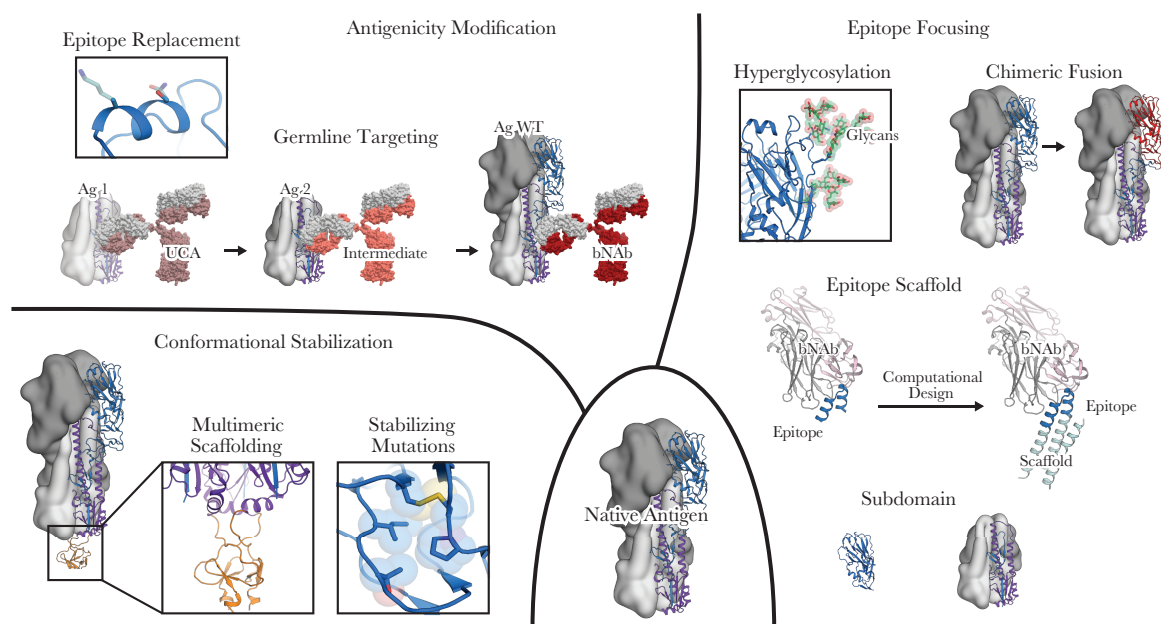 Antigenicity Modification
Epitope Replacement
Germline Targeting
Ag 1
UCA
Ag 2
Intermediate
Ag WT
bNAb
Epitope Focusing
Hyperglycosylation
Glycans
Chimeric Fusion
Epitope Scaffold
bNAb
Epitope
Computational
Design
bNAb
Epitope
Scaffold
Subdomain
Conformational Stabilization
Multimeric
Scaffolding
Stabilizing
Mutations
Native Antigen